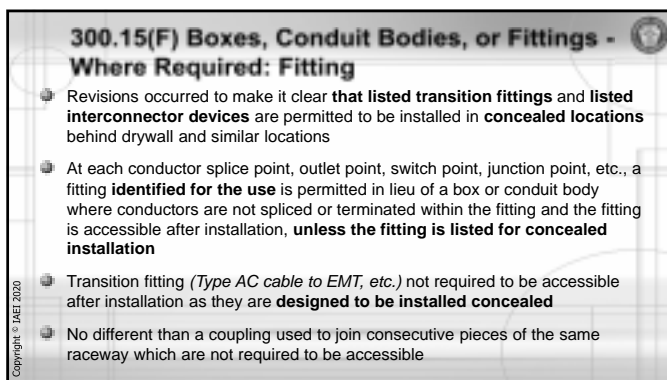 300.15(F) Boxes, Conduit Bodies, or Fittings -
Where Required: Fitting
Revisions occurred to make it clear that listed transition fittings and listed
interconnector devices are permitted to be installed in concealed locations
behind drywall and similar locations
At each conductor splice point, outlet point, switch point, junction point, etc., a
fitting identified for the use is permitted in lieu of a box or conduit body
where conductors are not spliced or terminated within the fitting and the fitting
is accessible after installation, unless the fitting is listed for concealed
installation
Transition fitting (Type AC cable to EMT, etc.) not required to be accessible
after installation as they are designed to be installed concealed
No different than a coupling used to join consecutive pieces of the same
raceway which are not required to be accessible
Copyright © IAEI 2020